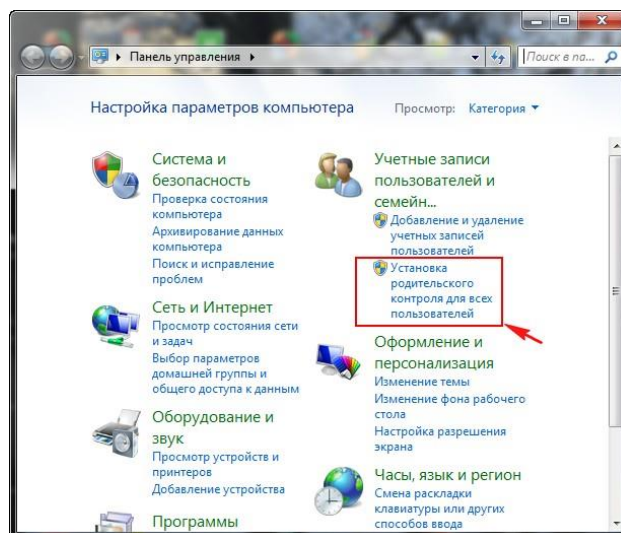 Панель управления
Поиск в па...
Настройка параметров компьютера
Просмотр:
Категория
Система и
безопасность
Проверка состояния
компьютера
Архивирование данных
компьютера
Поиск и исправление
проблем
Сеть и Интернет
Просмотр состояния сети
и задач
Выбор параметров
домашней группы и
общего доступа к данным
Оборудование и
звук
Просмотр устройств и
принтеров
Добавление устройства
Программы
Учетные записи
пользователей и
семейн...
Добавление и удаление
учетных записей
пользователей
Установка
родительского
контроля для всех
пользователей
Оформление и
персонализация
Изменение темы
Изменение фона рабочего
стола
Настройка разрешения
экрана
Часы, язык и регион
Смена раскладки
клавиатуры или других
способов ввода